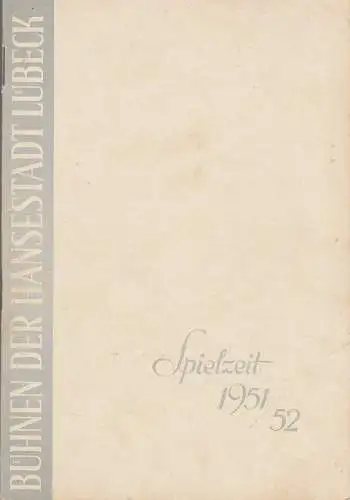 BÜHNEN DER HANSESTADT LÜBECK
Spielzeit
1951
52